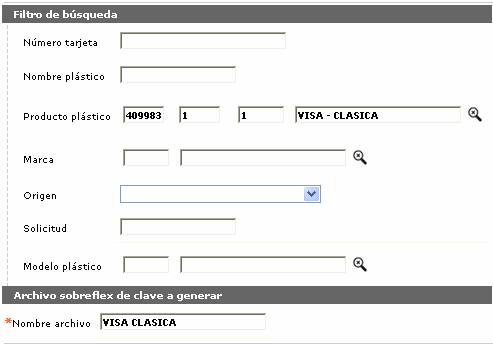 Filtro de búsqueda
Número tarjeta
Nombre plástico
Producto plástico 409983 1 1 VISA - CLASICA
Marca
Origen
Solicitud
Modelo plástico
Archivo sobreflex de clave a generar
*Nombre archivo VISA CLASICA